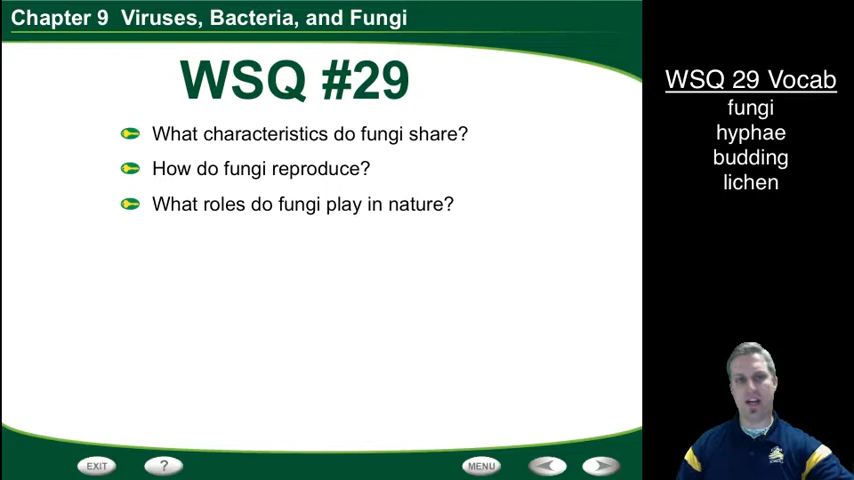 Chapter 9 Viruses, Bacteria, and Fungi
WSQ #29
What characteristics do fungi share?
How do fungi reproduce?
What roles do fungi play in nature?
WSQ 29 Vocab
fungi
hyphae
budding
lichen
EXIT
?
MENU